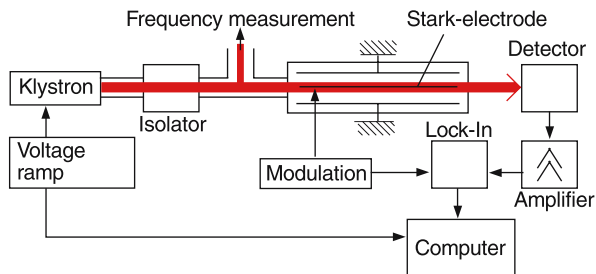 Frequency measurement
Stark-electrode
Detector
Klystron
Isolator
Lock-In
Voltage
ramp
Modulation
Amplifier
Computer